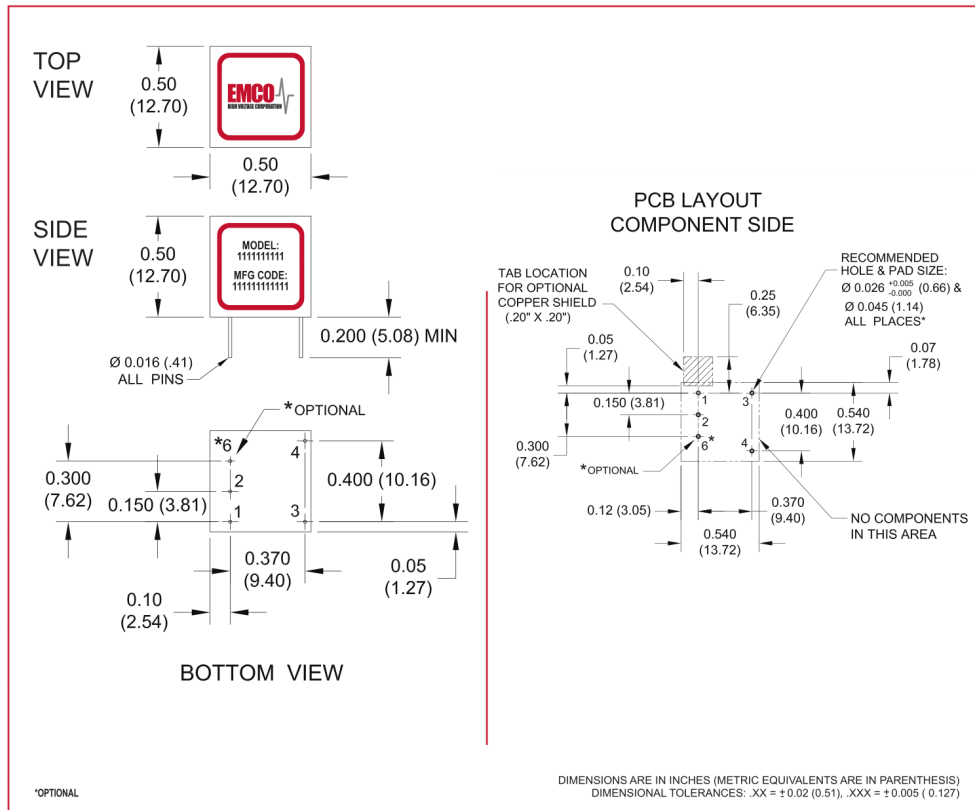 TOP
VIEW
0.50
(12.70)
EMCO
HIGH VOLTAGE CORPORATION
0.50
(12.70)
SIDE
VIEW
0.50
(12.70)
MODEL:
1111111111
MFG CODE:
111111111111
0.200 (5.08) MIN
Ø 0.016 (.41)
ALL PINS
*OPTIONAL
*6
4
2
1
3
0.300
(7.62)
0.150 (3.81)
0.400 (10.16)
0.370
(9.40)
0.05
(1.27)
0.10
(2.54)
BOTTOM VIEW
PCB LAYOUT
COMPONENT SIDE
TAB LOCATION
FOR OPTIONAL
COPPER SHIELD
(.20" X .20")
0.10
(2.54)
0.25
(6.35)
RECOMMENDED
HOLE & PAD SIZE:
Ø 0.026 +0.005 -0.000 (0.66) &
Ø 0.045 (1.14)
ALL PLACES*
0.05
(1.27)
0.07
(1.78)
0.150 (3.81)
1
3
2
6*
4
0.400
(10.16)
0.540
(13.72)
0.300
(7.62)
*OPTIONAL
0.12 (3.05)
0.370
(9.40)
0.540
(13.72)
NO COMPONENTS
IN THIS AREA
*OPTIONAL
DIMENSIONS ARE IN INCHES (METRIC EQUIVALENTS ARE IN PARENTHESIS)
DIMENSIONAL TOLERANCES: .XX = ±0.02 (0.51), .XXX = ±0.005 ( 0.127)